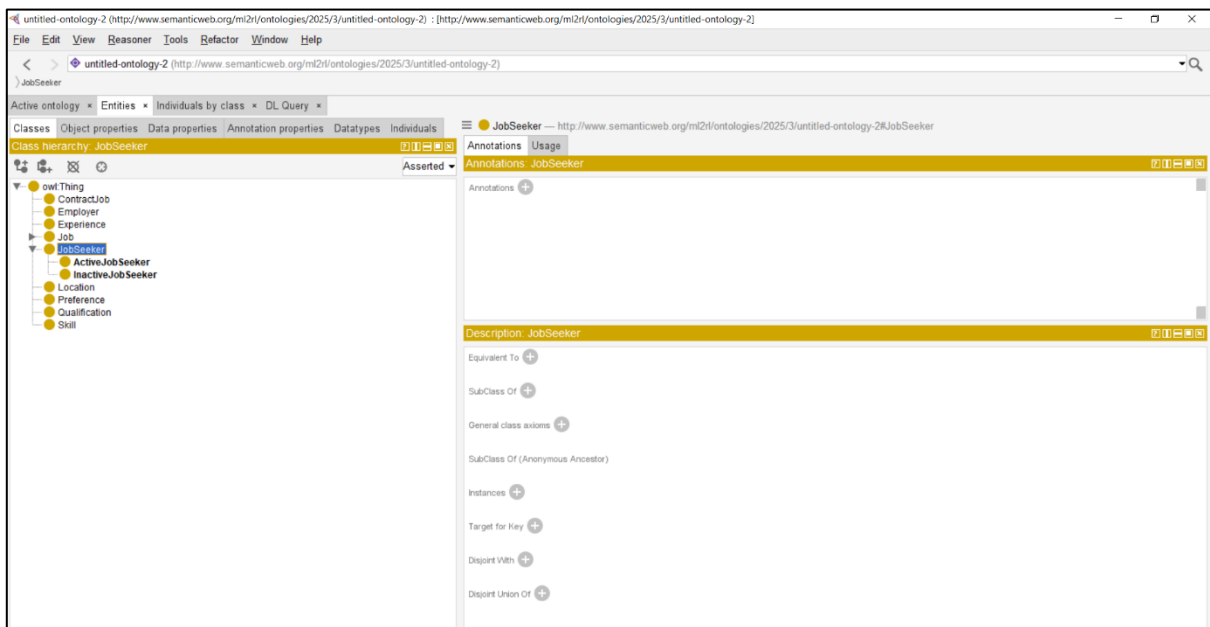 untitled-ontology-2 (http://www.semanticweb.org/ml2rl/ontologies/2025/3/untitled-ontology-2) : [http://www.semanticweb.org/ml2rl/ontologies/2025/3/untitled-ontology-2]
File Edit View Reasoner Tools Refactor Window Help
untitled-ontology-2 (http://www.semanticweb.org/ml2rl/ontologies/2025/3/untitled-ontology-2)
JobSeeker
Active ontology × Entities × Individuals by class × DL Query ×
Classes Object properties Data properties Annotation properties Datatypes Individuals
Class hierarchy: JobSeeker
Asserted
owl:Thing
ContractJob
Employer
Experience
Job
JobSeeker
ActiveJobSeeker
InactiveJobSeeker
Location
Preference
Qualification
Skill
JobSeeker — http://www.semanticweb.org/ml2rl/ontologies/2025/3/untitled-ontology-2#JobSeeker
Annotations Usage
Annotations: JobSeeker
Annotations
Description: JobSeeker
Equivalent To
SubClass Of
General class axioms
SubClass Of (Anonymous Ancestor)
Instances
Target for Key
Disjoint With
Disjoint Union Of